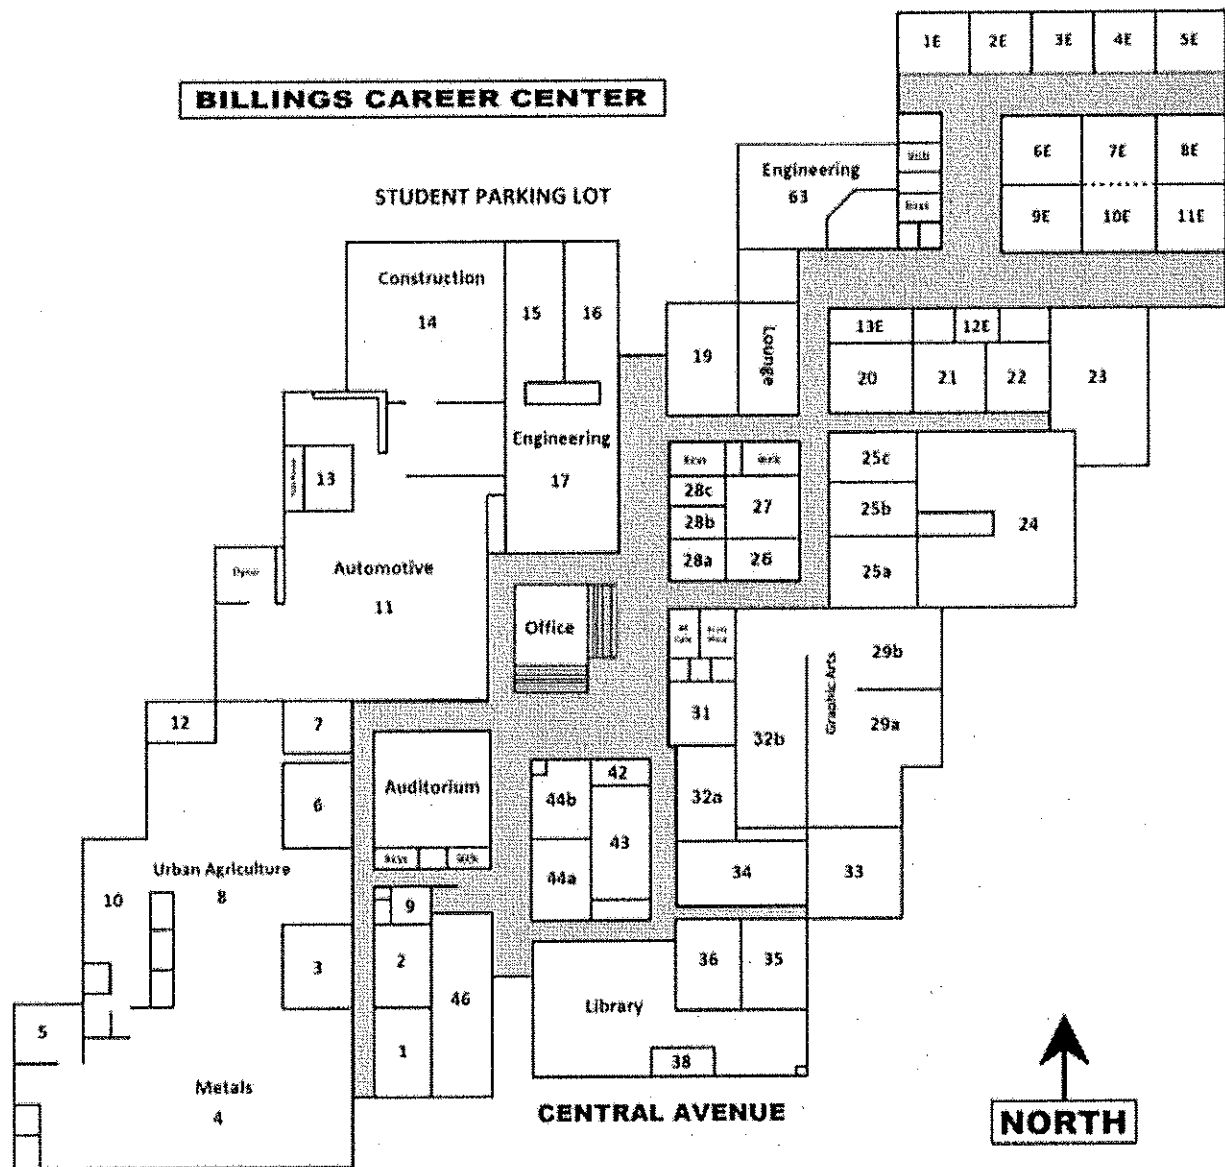 1E 2E 3E 4E 5E
BILLINGS CAREER CENTER
6E 7E 8E
Engineering
63
STUDENT PARKING LOT
9E 10E 11E
Construction
14
15 16
13E 12E
19
Lounge
20 21 22 23
Engineering
17
13
25c
28c
27
28b
25b
24
28a 26
25a
Automotive
11
Office
29b
Graphic Arts
31
29a
12 7
32b
Auditorium
42
44b
32a
6
43
Urban Agriculture
8
34 33
44a
10
9
3
2
36 35
46
Library
5
1
38
Metals
4
CENTRAL AVENUE
NORTH